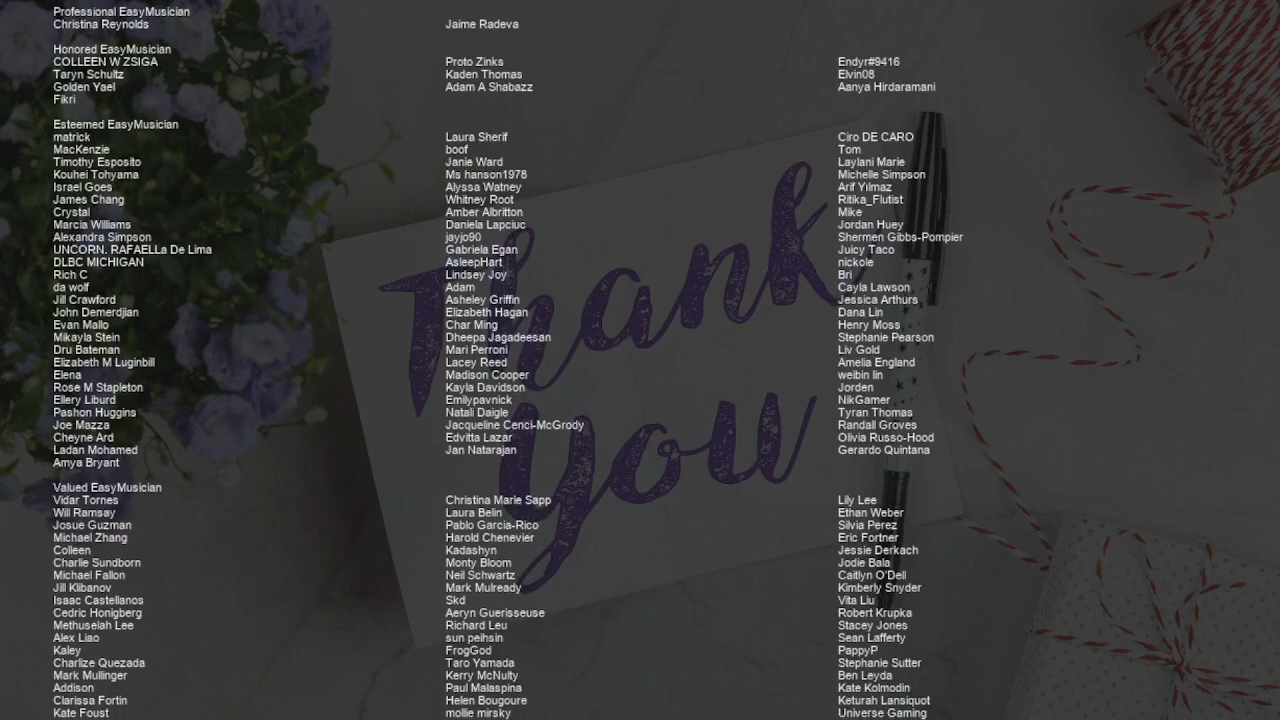 Professional EasyMusician
Christina Reynolds
Jaime Radeva
Honored EasyMusician
COLLEEN W ZSIGA
Proto Zinks
Endyr#9416
Taryn Schultz
Kaden Thomas
Elvin08
Golden Yael
Adam A Shabazz
Aanya Hirdaramani
Fikri
Esteemed EasyMusician
matrick
Laura Sherif
Ciro DE CARO
MacKenzie
boof
Tom
Timothy Esposito
Janie Ward
Laylani Marie
Kouhei Tohyama
Ms hanson1978
Michelle Simpson
Israel Goes
Alyssa Watney
Arif Yılmaz
James Chang
Whitney Root
Ritika_Flutist
Crystal
Amber Albritton
Mike
Marcia Williams
Daniela Lapciuc
Jordan Huey
Alexandra Simpson
jayjo90
Shermen Gibbs-Pompier
UNCORN. RAFAELLa De Lima
Gabriela Egan
Juicy Taco
DLBC MICHIGAN
AsleepHart
nickole
Rich C
Lindsey Joy
Bri
da wolf
Adam
Cayla Lawson
Jill Crawford
Asheley Griffin
Jessica Arthurs
John Demerdjian
Elizabeth Hagan
Dana Lin
Evan Mallo
Char Ming
Henry Moss
Mikayla Stein
Dheepa Jagadeesan
Stephanie Pearson
Dru Bateman
Mari Perroni
Liv Gold
Elizabeth M Luginbill
Lacey Reed
Amelia England
Elena
Madison Cooper
weibin lin
Rose M Stapleton
Kayla Davidson
Jorden
Ellery Liburd
Emilypavnick
NikGamer
Pashon Huggins
Natali Daigle
Tyran Thomas
Joe Mazza
Jacqueline Cenci-McGrody
Randall Groves
Cheyne Ard
Edvitta Lazar
Olivia Russo-Hood
Ladan Mohamed
Jan Natarajan
Gerardo Quintana
Amya Bryant
Valued EasyMusician
Vidar Tornes
Christina Marie Sapp
Lily Lee
Will Ramsay
Laura Belin
Ethan Weber
Josue Guzman
Pablo Garcia-Rico
Silvia Perez
Michael Zhang
Harold Chenevier
Eric Fortner
Colleen
Kadashyn
Jessie Derkach
Charlie Sundborn
Monty Bloom
Jodie Bala
Michael Fallon
Neil Schwartz
Caitlyn O'Dell
Jill Klibanov
Mark Mulready
Kimberly Snyder
Isaac Castellanos
Skd
Vita Liu
Cedric Honigberg
Aeryn Guerisseuse
Robert Krupka
Methuselah Lee
Richard Leu
Stacey Jones
Alex Liao
sun peihsin
Sean Lafferty
Kaley
FrogGod
PappyP
Charlize Quezada
Taro Yamada
Stephanie Sutter
Mark Mullinger
Kerry McNulty
Ben Leyda
Addison
Paul Malaspina
Kate Kolmodin
Clarissa Fortin
Helen Bougoure
Keturah Lansiquot
Kate Foust
mollie mirsky
Universe Gaming
Thank
you